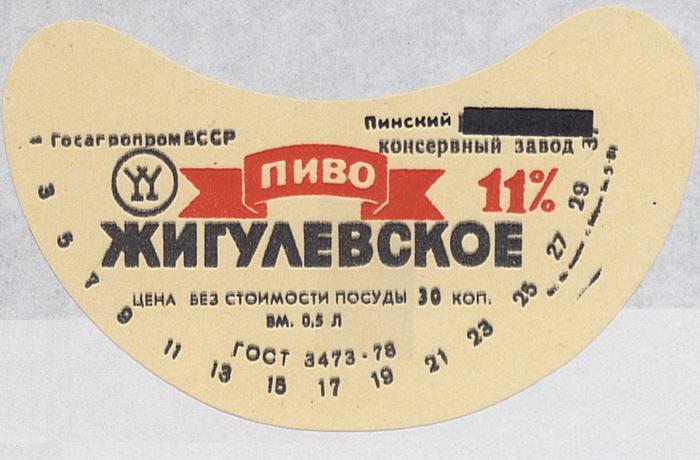 Госагропром БССР
Пинский
консервный завод
ПИВО
11%
ЖИГУЛЕВСКОЕ
ЦЕНА БЕЗ СТОИМОСТИ ПОСУДЫ 30 КОП.
ВМ. 0,5 Л
ГОСТ 3473-78
3 5 7 9 11 13 15 17 19 21 23 25 27 29